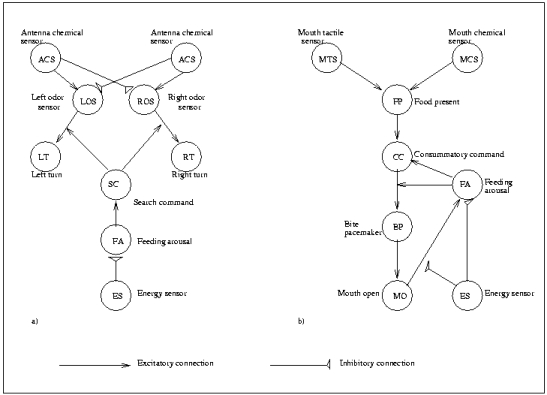 Antenna chemical
sensor
Antenna chemical
sensor
ACS
ACS
Left odor
sensor
LOS
ROS
Right odor
sensor
LT
Left turn
RT
Right turn
SC
Search command
FA
Feeding arousal
ES
Energy sensor
a)
Mouth tactile
sensor
Mouth chemical
sensor
MTS
MCS
FP
Food present
CC
Consummatory command
FA
Feeding
arousal
Bite
pacemaker
BP
Mouth open
MO
ES
Energy sensor
b)
Excitatory connection
Inhibitory connection